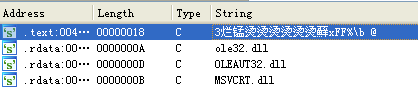 Address Length Type String
.text:004… 00000018 C 3烂锰烫烫烫烫烫烫xFF%\b @
.rdata:00… 0000000A C ole32.dll
.rdata:00… 0000000D C OLEAUT32.dll
.rdata:00… 0000000B C MSVCRT.dll